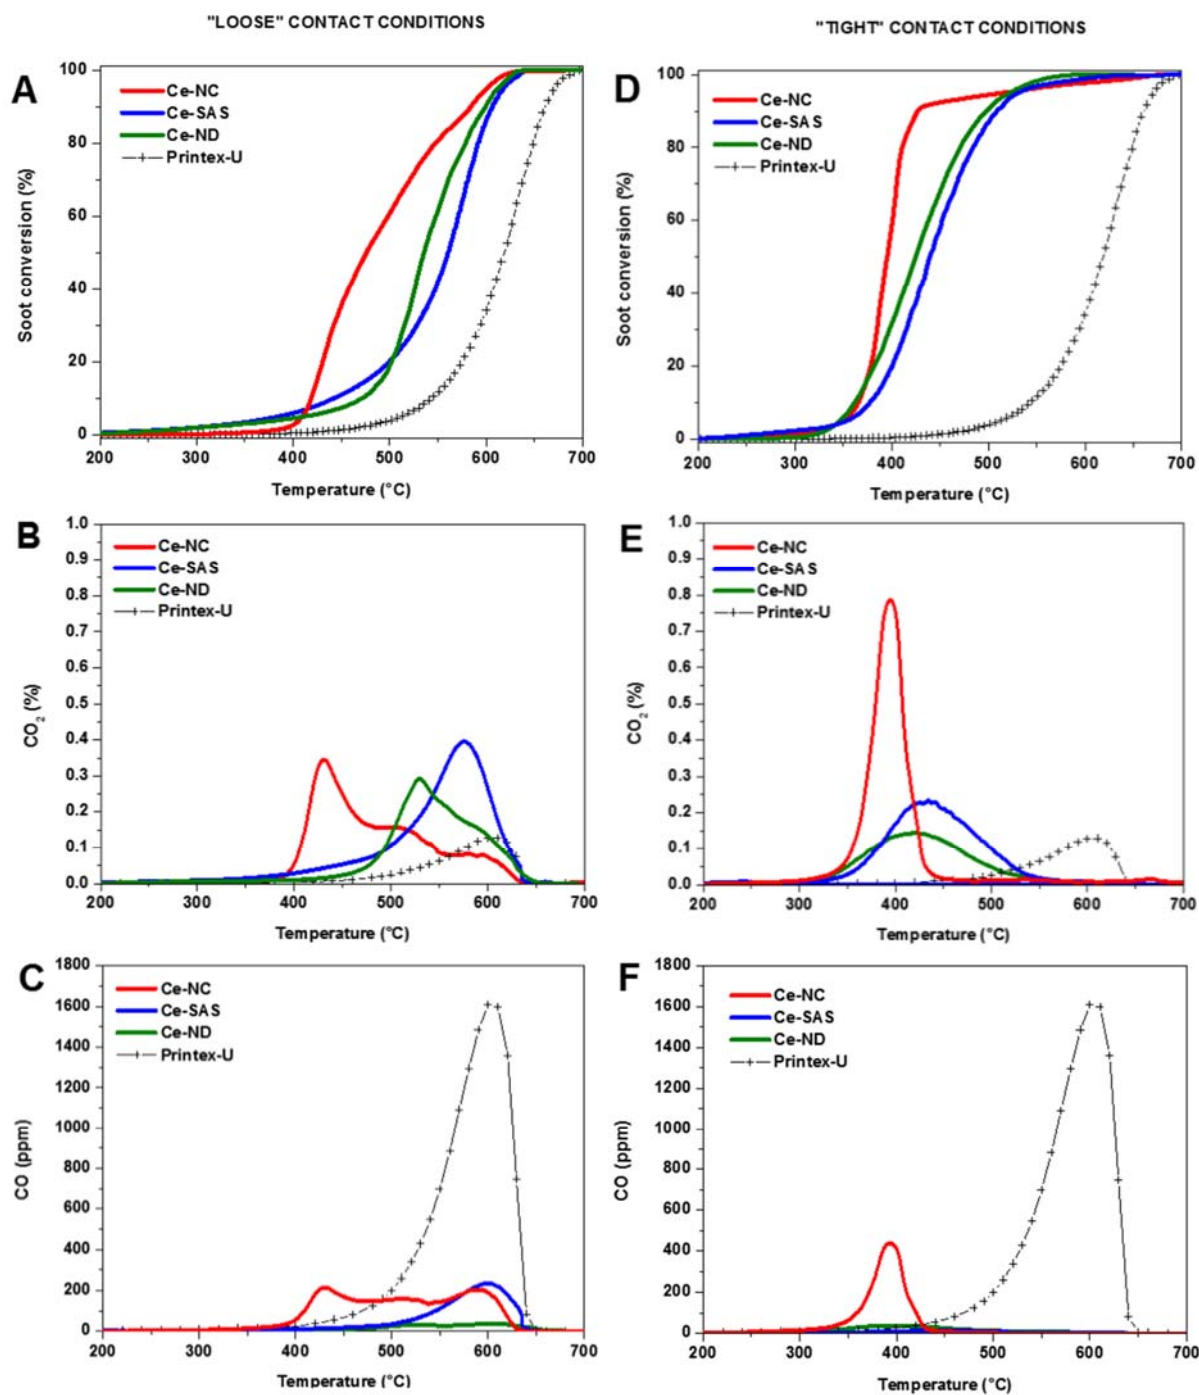 "LOOSE" CONTACT CONDITIONS
"TIGHT" CONTACT CONDITIONS
A
Ce-NC
Ce-SAS
Ce-ND
Printex-U
Soot conversion (%)
100
80
60
40
20
0
200 300 400 500 600 700
Temperature (°C)
D
Ce-NC
Ce-SAS
Ce-ND
Printex-U
Soot conversion (%)
100
80
60
40
20
0
200 300 400 500 600 700
Temperature (°C)
B
Ce-NC
Ce-SAS
Ce-ND
Printex-U
CO₂ (%)
1.0
0.9
0.8
0.7
0.6
0.5
0.4
0.3
0.2
0.1
0.0
200 300 400 500 600 700
Temperature (°C)
E
Ce-NC
Ce-SAS
Ce-ND
Printex-U
CO₂ (%)
1.0
0.9
0.8
0.7
0.6
0.5
0.4
0.3
0.2
0.1
0.0
200 300 400 500 600 700
Temperature (°C)
C
Ce-NC
Ce-SAS
Ce-ND
Printex-U
CO (ppm)
1800
1600
1400
1200
1000
800
600
400
200
0
200 300 400 500 600 700
Temperature (°C)
F
Ce-NC
Ce-SAS
Ce-ND
Printex-U
CO (ppm)
1800
1600
1400
1200
1000
800
600
400
200
0
200 300 400 500 600 700
Temperature (°C)